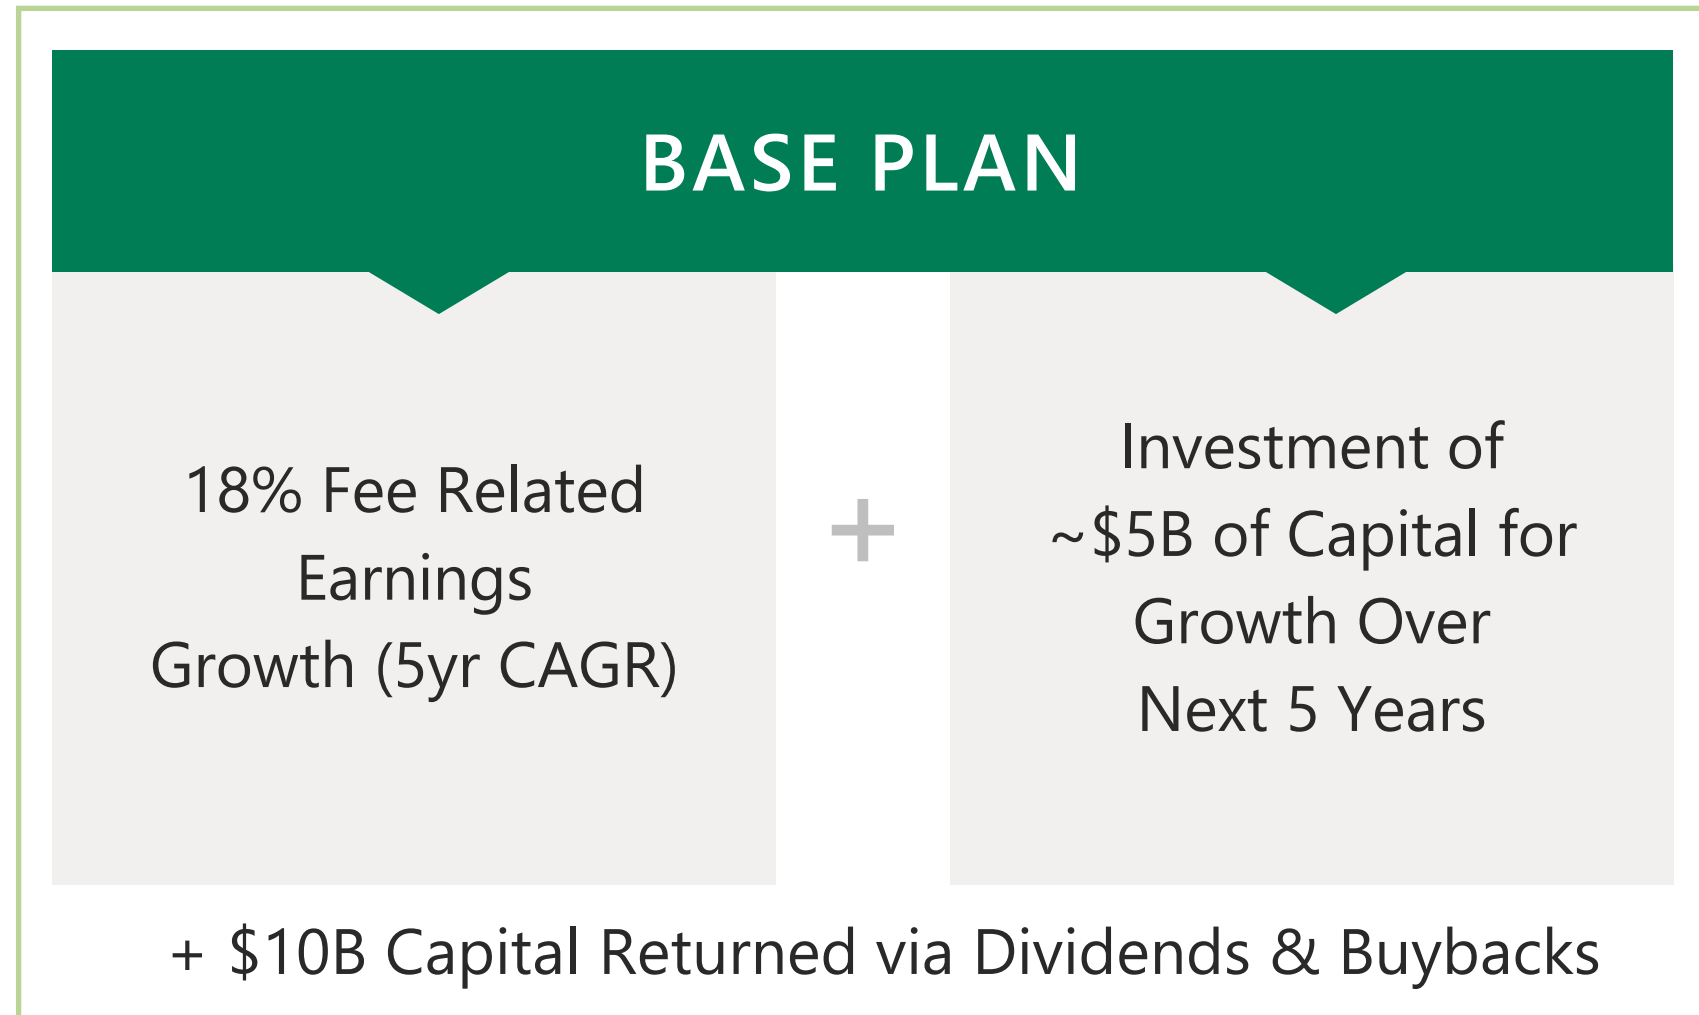 BASE PLAN
18% Fee Related
Earnings
Growth (5yr CAGR)
+
Investment of
~$5B of Capital for
Growth Over
Next 5 Years
+ $10B Capital Returned via Dividends & Buybacks